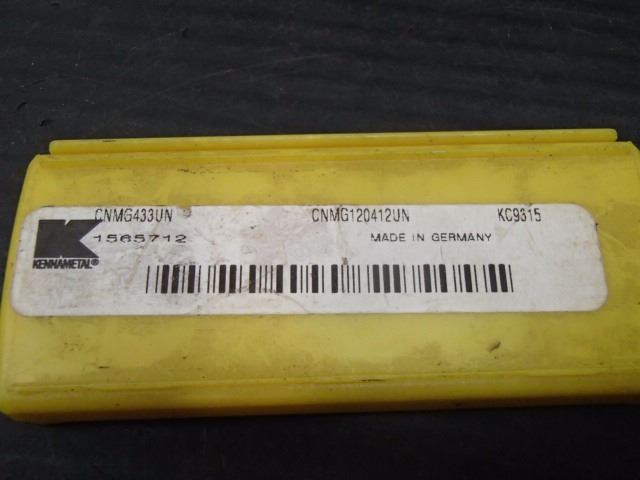 CNMG433UN CNMG120412UN KC9315
1565712 MADE IN GERMANY
KENNAMETAL®